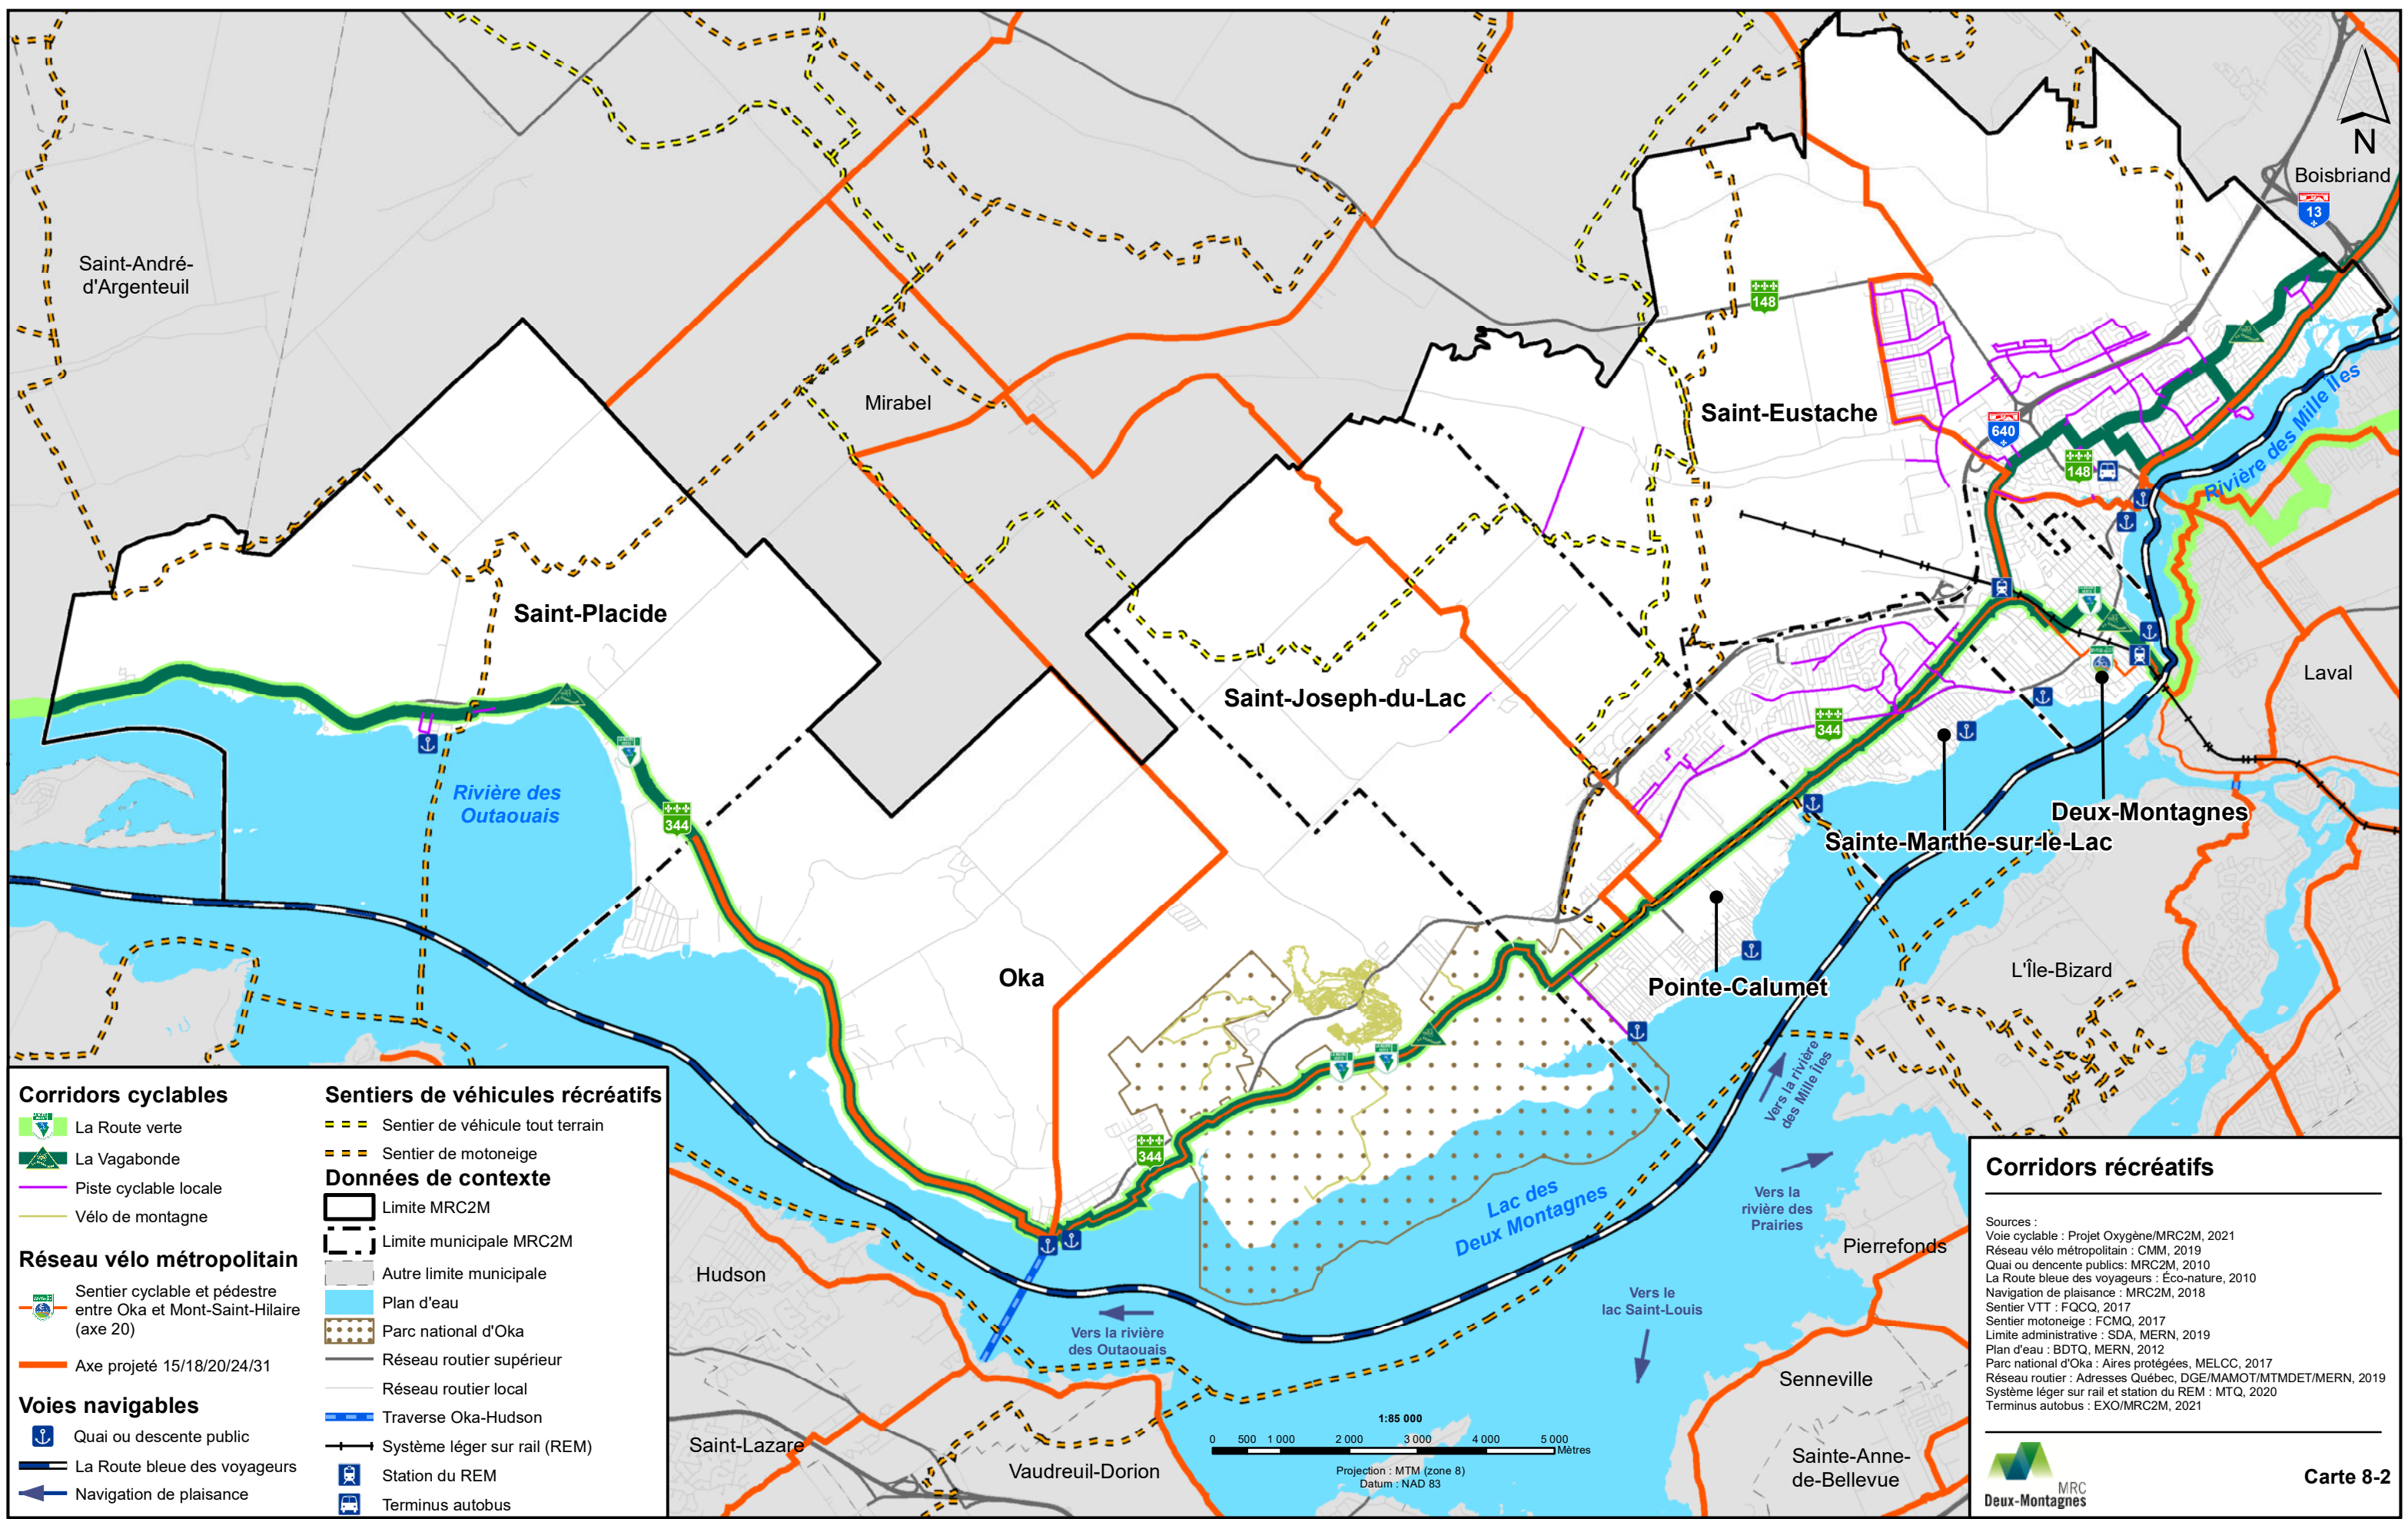 Boisbriand
N
13
Saint-André-
d'Argenteuil
148
Mirabel
Saint-Eustache
640
148
Rivière des Mille Îles
Saint-Placide
Saint-Joseph-du-Lac
Laval
344
Rivière des
Outaouais
344
Deux-Montagnes
Sainte-Marthe-sur-le-Lac
Oka
Pointe-Calumet
L'Île-Bizard
Vers la rivière
des Mille Îles
344
Lac des
Deux Montagnes
Vers la
rivière des
Prairies
Pierrefonds
Hudson
Vers le
lac Saint-Louis
Vers la rivière
des Outaouais
Senneville
Saint-Lazare
Vaudreuil-Dorion
Sainte-Anne-
de-Bellevue
1:85 000
0 500 1 000 2 000 3 000 4 000 5 000
Mètres
Projection : MTM (zone 8)
Datum : NAD 83
Corridors cyclables
La Route verte
La Vagabonde
Piste cyclable locale
Vélo de montagne
Réseau vélo métropolitain
Sentier cyclable et pédestre
entre Oka et Mont-Saint-Hilaire
(axe 20)
Axe projeté 15/18/20/24/31
Voies navigables
Quai ou descente public
La Route bleue des voyageurs
Navigation de plaisance
Sentiers de véhicules récréatifs
Sentier de véhicule tout terrain
Sentier de motoneige
Données de contexte
Limite MRC2M
Limite municipale MRC2M
Autre limite municipale
Plan d'eau
Parc national d'Oka
Réseau routier supérieur
Réseau routier local
Traverse Oka-Hudson
Système léger sur rail (REM)
Station du REM
Terminus autobus
Corridors récréatifs
Sources :
Voie cyclable : Projet Oxygène/MRC2M, 2021
Réseau vélo métropolitain : CMM, 2019
Quai ou dencente publics: MRC2M, 2010
La Route bleue des voyageurs : Éco-nature, 2010
Navigation de plaisance : MRC2M, 2018
Sentier VTT : FQCQ, 2017
Sentier motoneige : FCMQ, 2017
Limite administrative : SDA, MERN, 2019
Plan d'eau : BDTQ, MERN, 2012
Parc national d'Oka : Aires protégées, MELCC, 2017
Réseau routier : Adresses Québec, DGE/MAMOT/MTMDET/MERN, 2019
Système léger sur rail et station du REM : MTQ, 2020
Terminus autobus : EXO/MRC2M, 2021
MRC
Deux-Montagnes
Carte 8-2